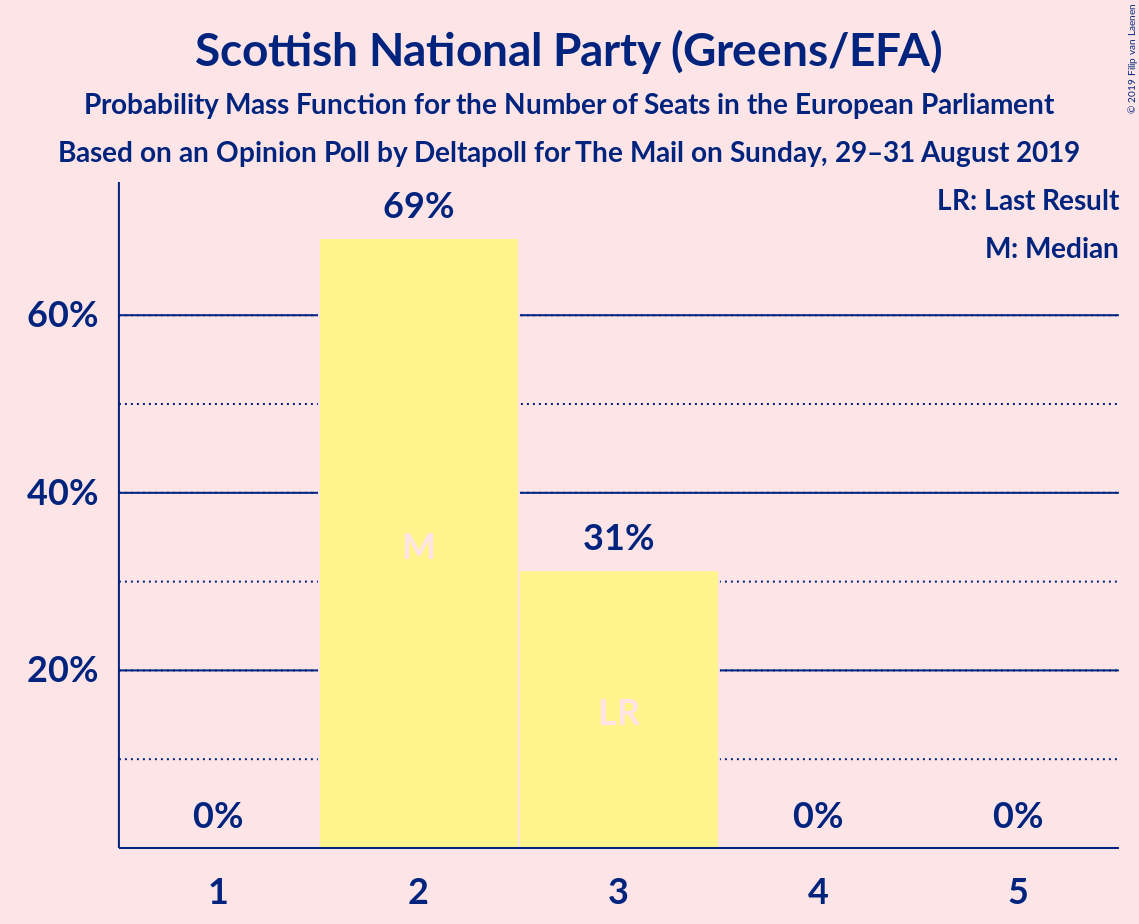 Scottish National Party (Greens/EFA)
Probability Mass Function for the Number of Seats in the European Parliament
Based on an Opinion Poll by Deltapoll for The Mail on Sunday, 29–31 August 2019
© 2019 Filip van Laenen
LR: Last Result
M: Median
69%
60%
40%
M
31%
20%
LR
0%
0%
0%
1
2
3
4
5